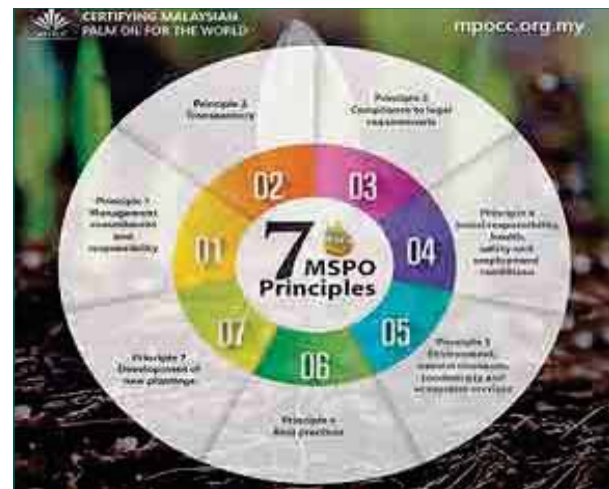 CERTIFYING MALAYSIAN
PALM OIL FOR THE WORLD
mpocc.org.my
Principle 2
Transparency
Principle 3
Compliance to legal
requirements
Principle 1
Management
commitment
and
responsibility
Principle 4
Social responsibility,
health,
safety and
employment
conditions
02
03
01
04
07
05
06
7
MSPO
Principles
Principle 7
Development of
new plantings
Principle 5
Environment,
natural resources,
biodiversity and
ecosystem services
Principle 6
Best practices